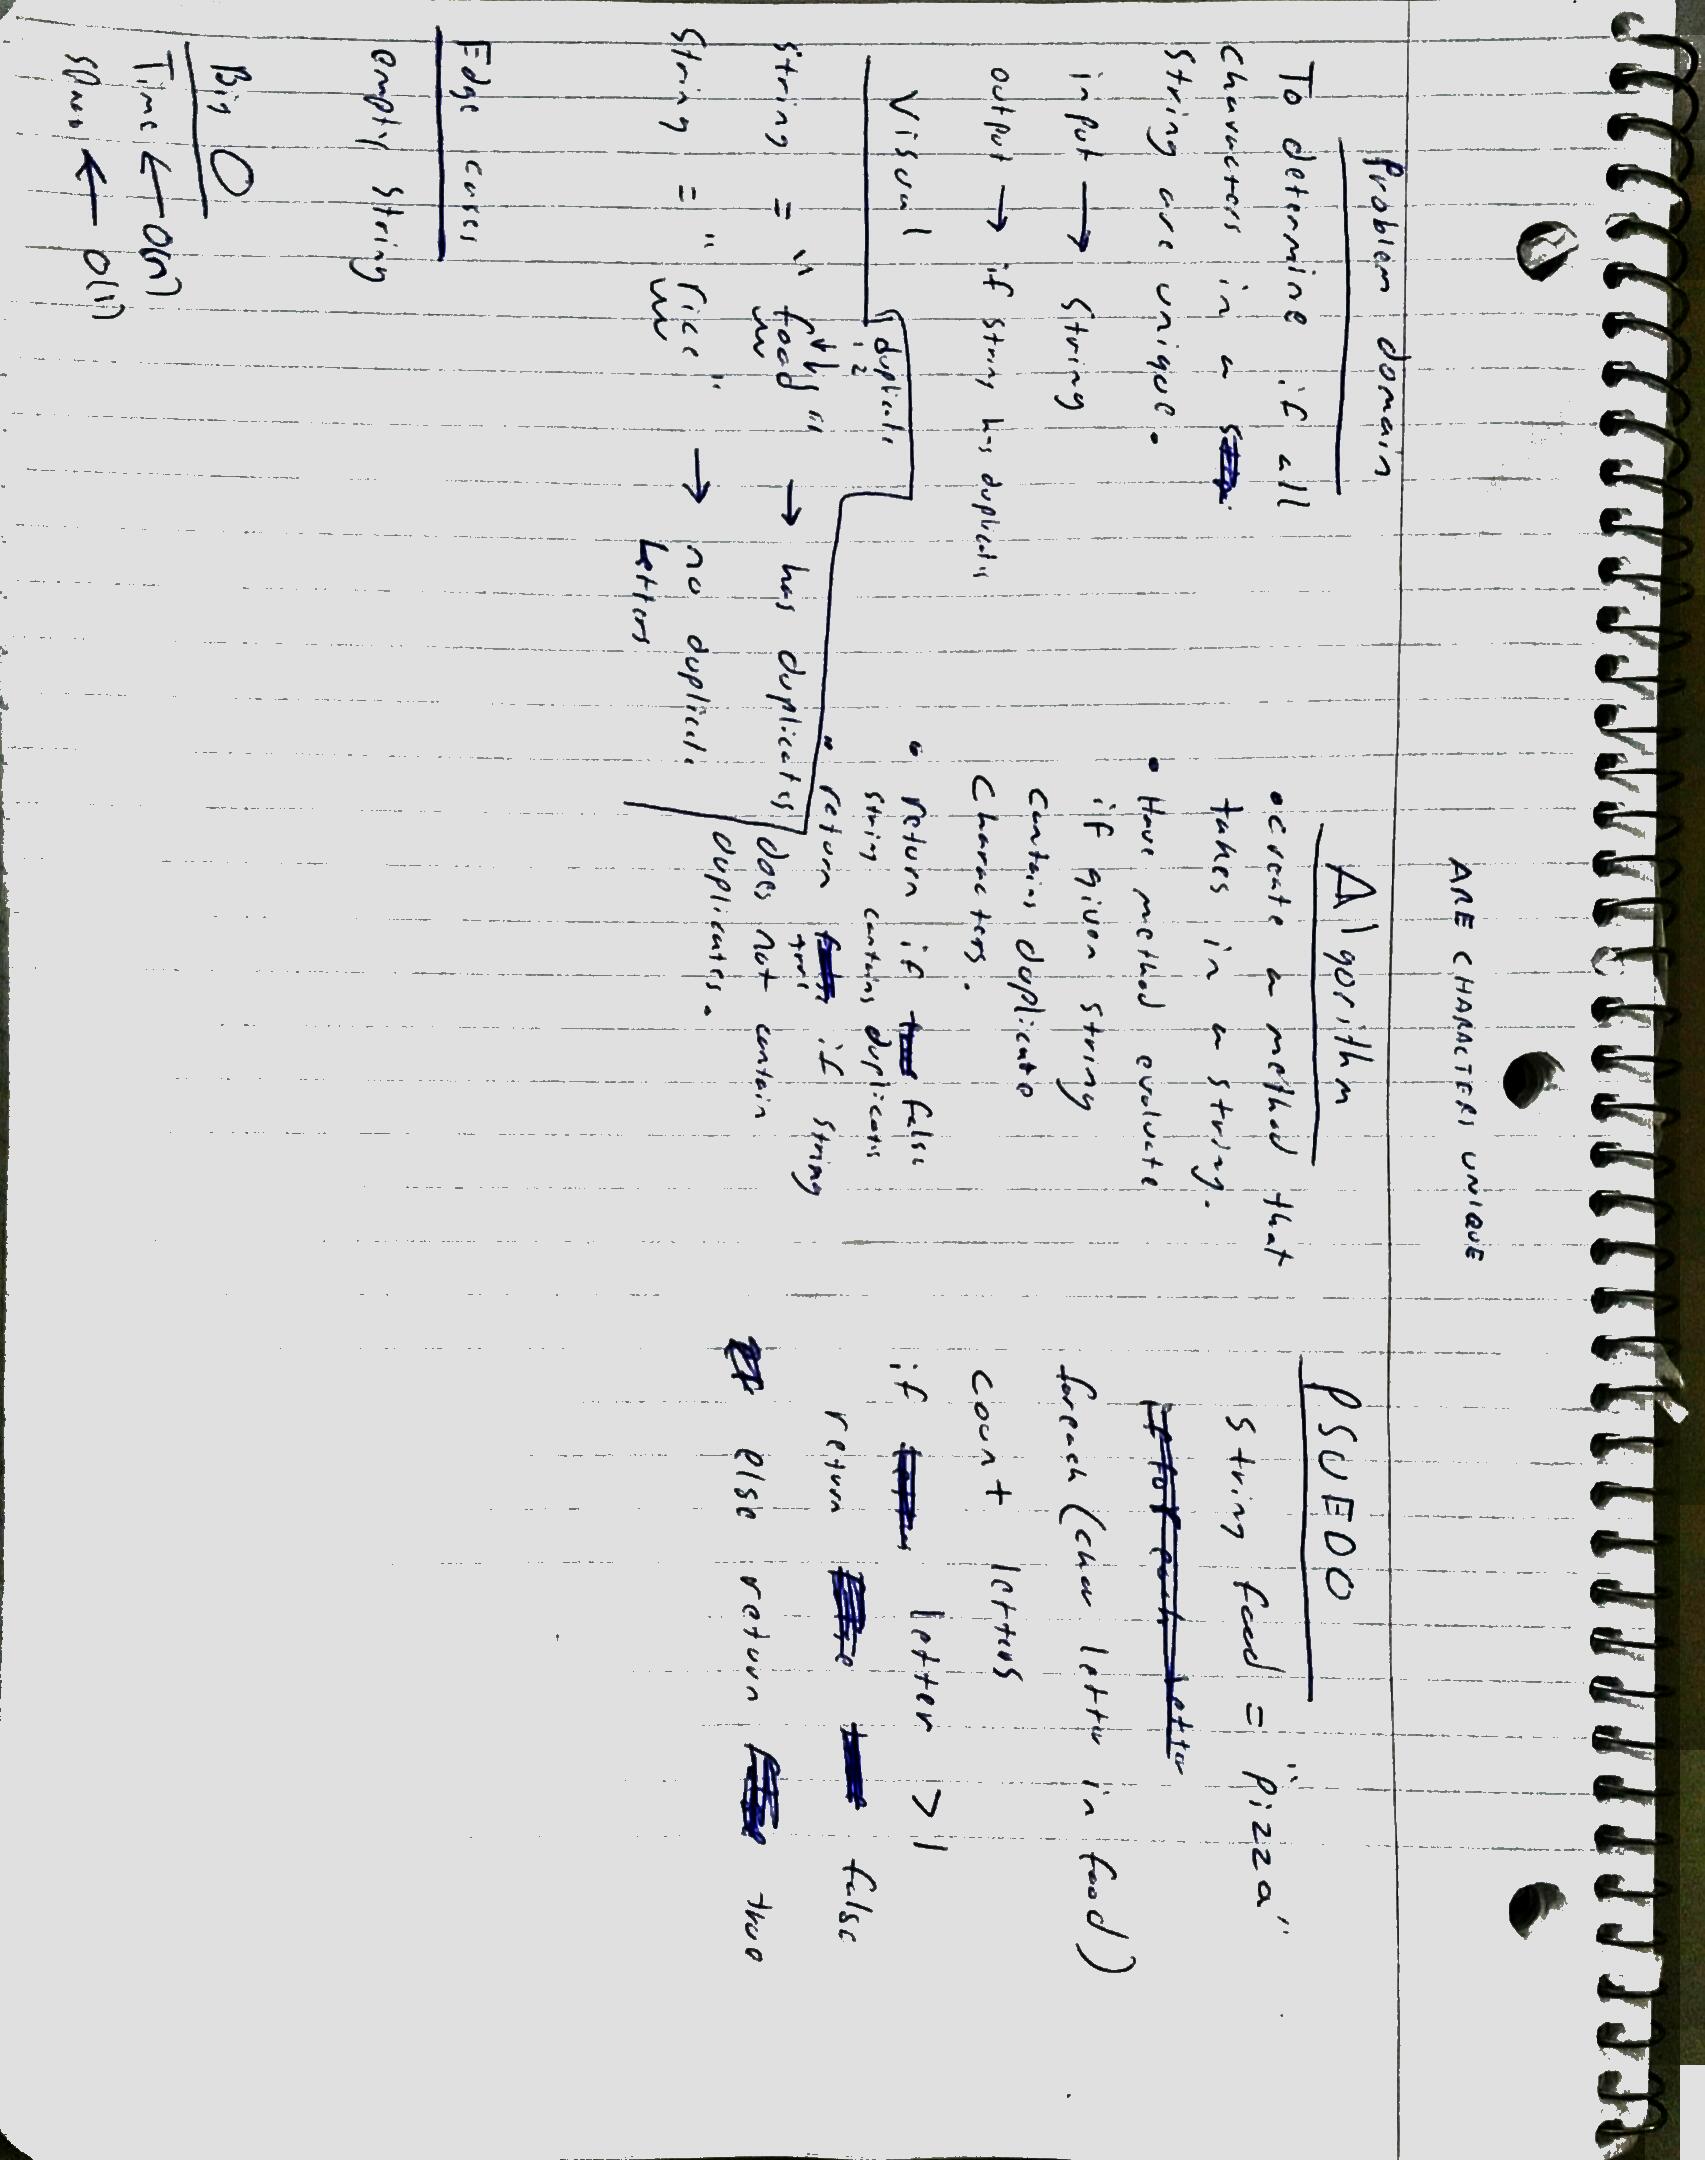 ARE CHARACTERS UNIQUE
Problem domain
To determine if all
characters in a
string are unique.
input → string
output → if string has duplicates
Visual
duplicate
1 2
string = "food" → has duplicates
string = "rice" → no duplicate
Letters
Edge cases
empty string
Big O
Time ← O(n)
Space ← O(1)
Algorithm
• create a method that
takes in a string.
• Have method evaluate
if given string
contains duplicate
characters.
• return if false
string contains duplicates
• return if string
true
does not contain
duplicates.
PSUEDO
string food = "pizza"
foreach (char letter in food)
count letters
if letter >1
return false
else return true